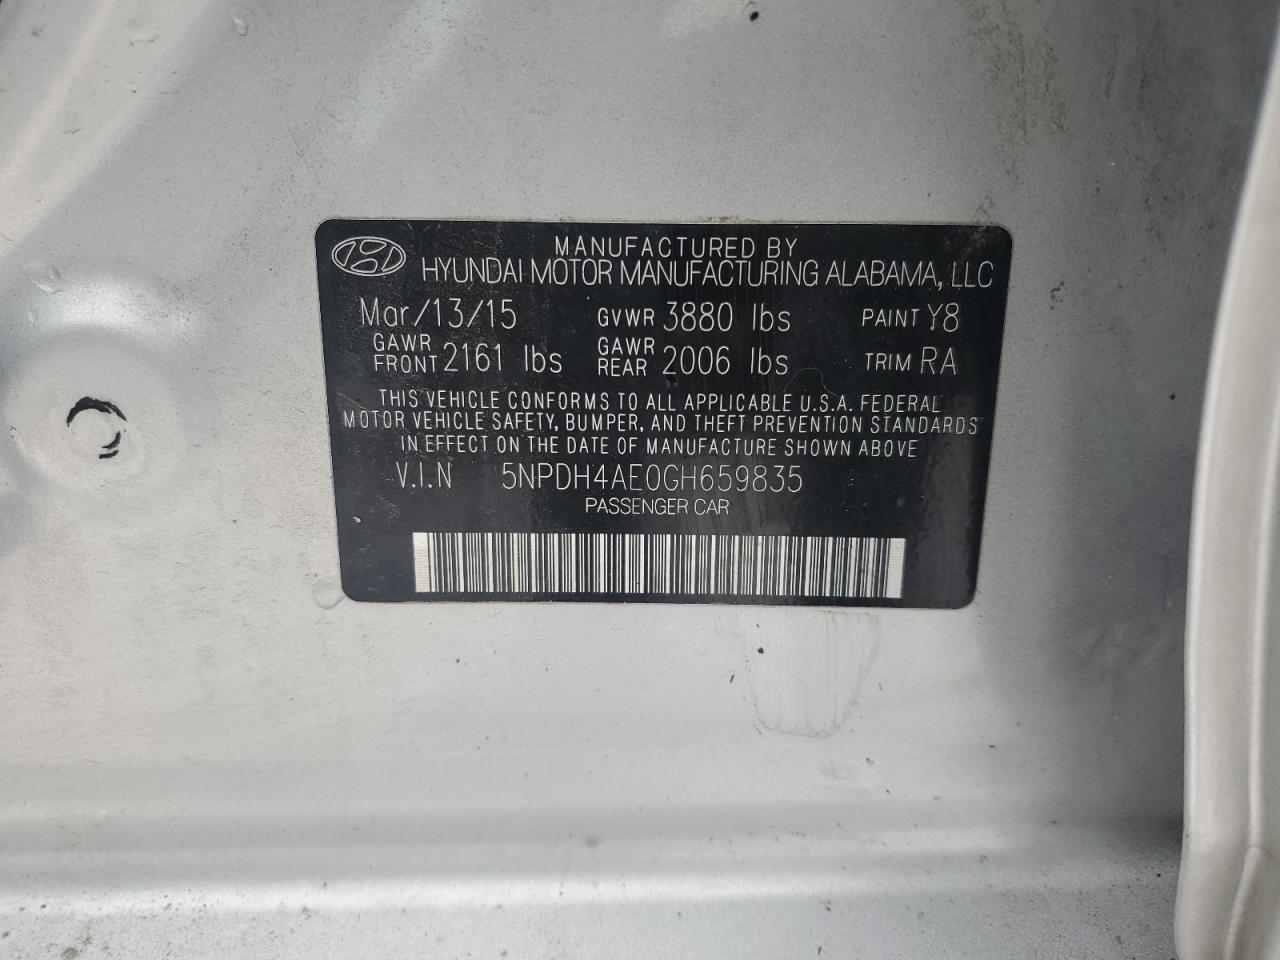 MANUFACTURED BY
HYUNDAI MOTOR MANUFACTURING ALABAMA, LLC
Mar/13/15 GVWR 3880 lbs PAINT Y8
GAWR FRONT 2161 lbs GAWR REAR 2006 lbs TRIM RA
THIS VEHICLE CONFORMS TO ALL APPLICABLE U.S.A. FEDERAL
MOTOR VEHICLE SAFETY, BUMPER, AND THEFT PREVENTION STANDARDS
IN EFFECT ON THE DATE OF MANUFACTURE SHOWN ABOVE
V.I.N 5NPDH4AE0GH659835
PASSENGER CAR